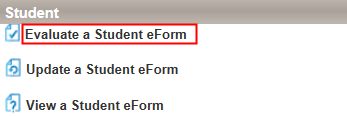 Student
Evaluate a Student eForm
Update a Student eForm
View a Student eForm